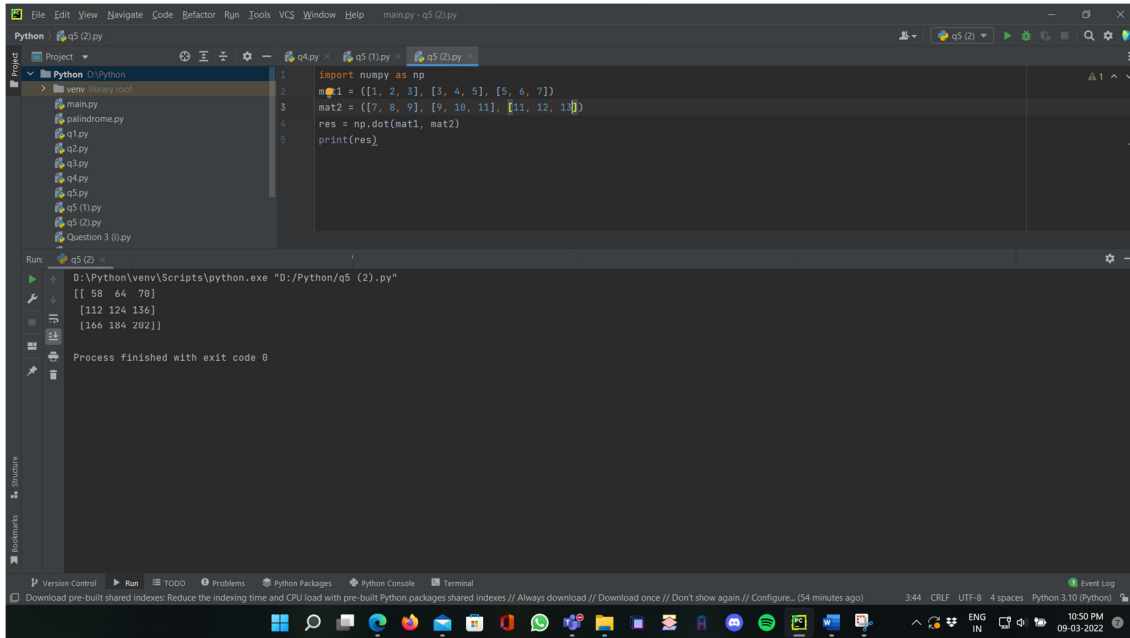 File Edit View Navigate Code Refactor Run Tools VCS Window Help main.py - q5 (2).py
Python q5 (2).py
q5 (2)
Project
Project
q4.py
q5 (1).py
q5 (2).py
Python D:\Python
venv library root
main.py
palindrome.py
q1.py
q2.py
q3.py
q4.py
q5.py
q5 (1).py
q5 (2).py
Question 3 (i).py
1 import numpy as np
2 mat1 = ([1, 2, 3], [3, 4, 5], [5, 6, 7])
3 mat2 = ([7, 8, 9], [9, 10, 11], [11, 12, 13])
4 res = np.dot(mat1, mat2)
5 print(res)
1
Run: q5 (2)
D:\Python\venv\Scripts\python.exe "D:/Python/q5 (2).py"
[[ 58 64 70]
[112 124 136]
[166 184 202]]
Process finished with exit code 0
Structure
Bookmarks
Version Control Run TODO Problems Python Packages Python Console Terminal
1 Event Log
Download pre-built shared indexes: Reduce the indexing time and CPU load with pre-built Python packages shared indexes // Always download // Download once // Don't show again // Configure... (54 minutes ago)
3:44 CRLF UTF-8 4 spaces Python 3.10 (Python)
PC
W
ENG
IN
10:50 PM
09-03-2022
7